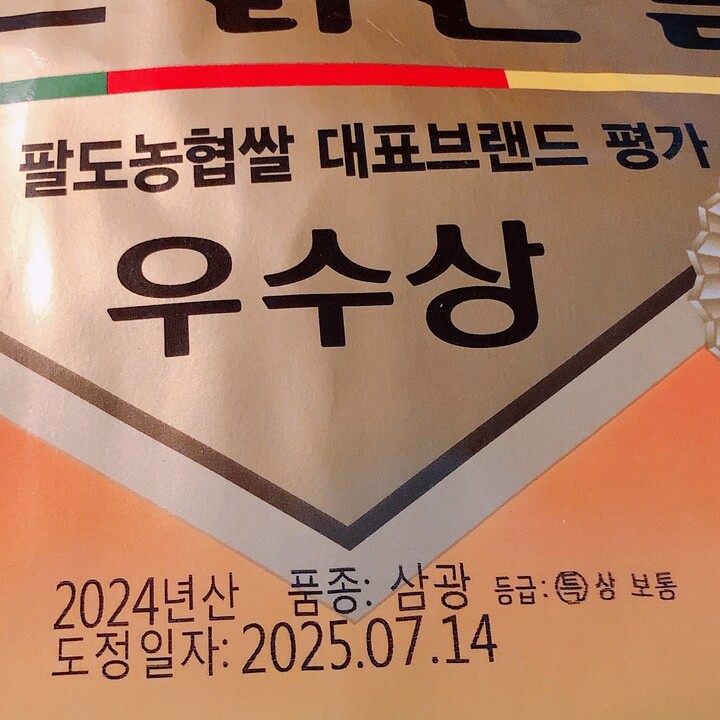 팔도농협쌀 대표브랜드 평가
우수상
2024년산 품종: 삼광 등급: ㊕ 상 보통
도정일자: 2025.07.14